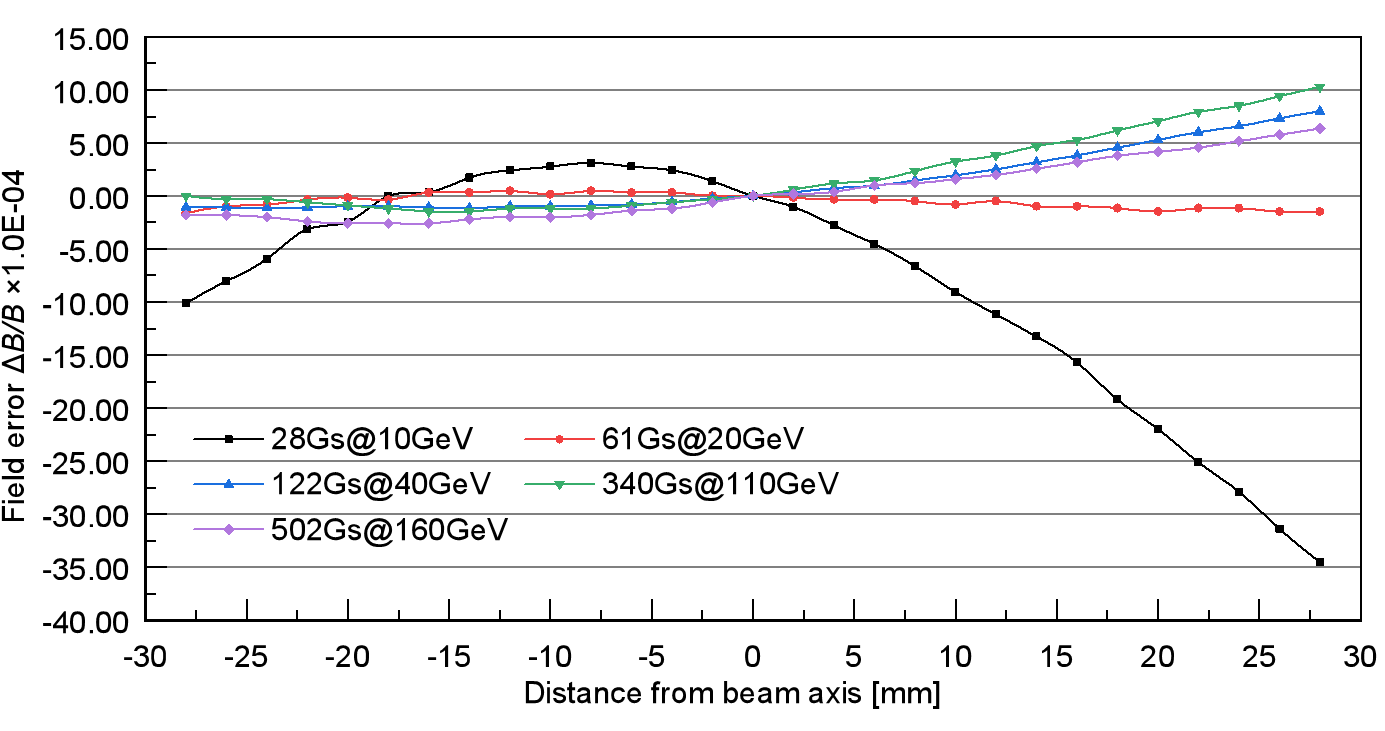 15.00
10.00
5.00
0.00
-5.00
-10.00
-15.00
-20.00
-25.00
-30.00
-35.00
-40.00
Field error ΔB/B ×1.0E-04
28Gs@10GeV 61Gs@20GeV
122Gs@40GeV 340Gs@110GeV
502Gs@160GeV
-30 -25 -20 -15 -10 -5 0 5 10 15 20 25 30
Distance from beam axis [mm]